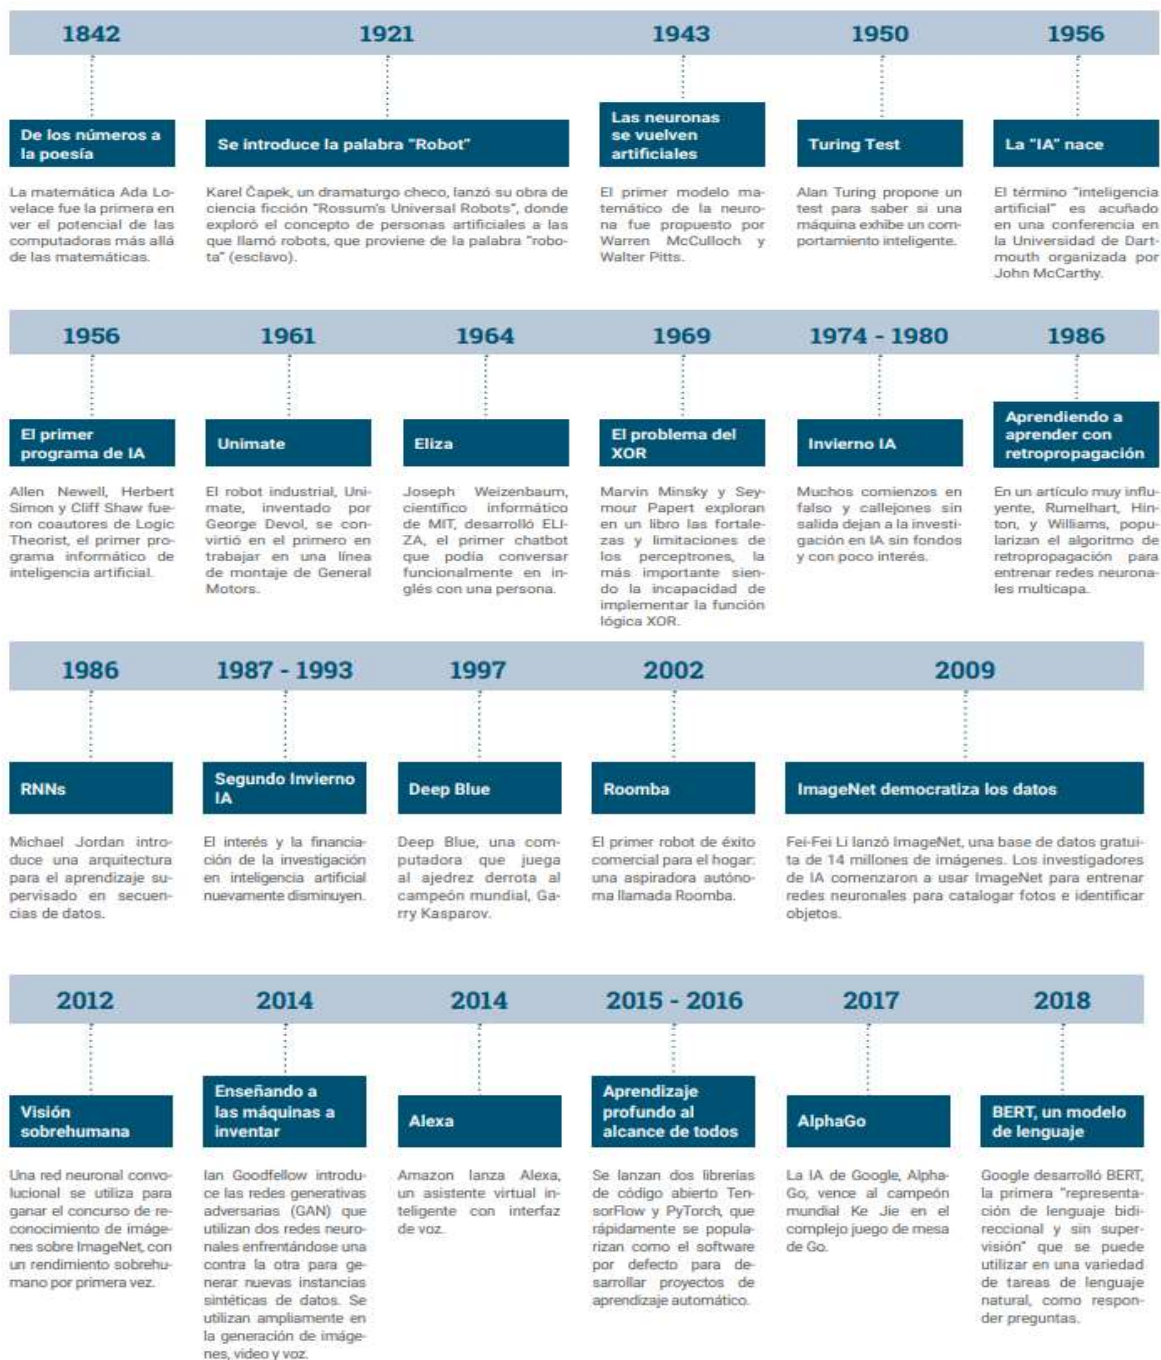 1842
De los números a
la poesía
La matemática Ada Lo-
velace fue la primera en
ver el potencial de las
computadoras más allá
de las matemáticas.
1921
Se introduce la palabra "Robot"
Karel Čapek, un dramaturgo checo, lanzó su obra de
ciencia ficción "Rossum's Universal Robots", donde
exploró el concepto de personas artificiales a las
que llamó robots, que proviene de la palabra "robo-
ta" (esclavo).
1943
Las neuronas
se vuelven
artificiales
El primer modelo ma-
temático de la neuro-
na fue propuesto por
Warren McCulloch y
Walter Pitts.
1950
Turing Test
Alan Turing propone un
test para saber si una
máquina exhibe un com-
portamiento inteligente.
1956
La "IA" nace
El término "inteligencia
artificial" es acuñado
en una conferencia en
la Universidad de Dart-
mouth organizada por
John McCarthy.
1956
El primer
programa de IA
Allen Newell, Herbert
Simon y Cliff Shaw fue-
ron coautores de Logic
Theorist, el primer pro-
grama informático de
inteligencia artificial.
1961
Unimate
El robot industrial, Uni-
mate, inventado por
George Devol, se con-
virtió en el primero en
trabajar en una línea
de montaje de General
Motors.
1964
Eliza
Joseph Weizenbaum,
científico informático
de MIT, desarrolló ELI-
ZA, el primer chatbot
que podía conversar
funcionalmente en in-
glés con una persona.
1969
El problema del
XOR
Marvin Minsky y Sey-
mour Papert exploran
en un libro las fortale-
zas y limitaciones de
los perceptrones, la
más importante sien-
do la incapacidad de
implementar la función
lógica XOR.
1974 - 1980
Invierno IA
Muchos comienzos en
falso y callejones sin
salida dejan a la investi-
gación en IA sin fondos
y con poco interés.
1986
Aprendiendo a
aprender con
retropropagación
En un artículo muy influ-
yente, Rumelhart, Hin-
ton, y Williams, popu-
larizan el algoritmo de
retropropagación para
entrenar redes neurona-
les multicapa.
1986
RNNs
Michael Jordan intro-
duce una arquitectura
para el aprendizaje su-
pervisado en secuen-
cias de datos.
1987 - 1993
Segundo Invierno
IA
El interés y la financia-
ción de la investigación
en inteligencia artificial
nuevamente disminuyen.
1997
Deep Blue
Deep Blue, una com-
putadora que juega
al ajedrez derrota al
campeón mundial, Ga-
rry Kasparov.
2002
Roomba
El primer robot de éxito
comercial para el hogar:
una aspiradora autóno-
ma llamada Roomba.
2009
ImageNet democratiza los datos
Fei-Fei Li lanzó ImageNet, una base de datos gratui-
ta de 14 millones de imágenes. Los investigadores
de IA comenzaron a usar ImageNet para entrenar
redes neuronales para catalogar fotos e identificar
objetos.
2012
Visión
sobrehumana
Una red neuronal convo-
lucional se utiliza para
ganar el concurso de re-
conocimiento de imáge-
nes sobre ImageNet, con
un rendimiento sobrehu-
mano por primera vez.
2014
Enseñando a
las máquinas a
inventar
Ian Goodfellow introdu-
ce las redes generativas
adversarias (GAN) que
utilizan dos redes neuro-
nales enfrentándose una
contra la otra para ge-
nerar nuevas instancias
sintéticas de datos. Se
utilizan ampliamente en
la generación de imáge-
nes, video y voz.
2014
Alexa
Amazon lanza Alexa,
un asistente virtual in-
teligente con interfaz
de voz.
2015 - 2016
Aprendizaje
profundo al
alcance de todos
Se lanzan dos librerías
de código abierto Ten-
sorFlow y PyTorch, que
rápidamente se popula-
rizan como el software
por defecto para de-
sarrollar proyectos de
aprendizaje automático.
2017
AlphaGo
La IA de Google, Alpha-
Go, vence al campeón
mundial Ke Jie en el
complejo juego de mesa
de Go.
2018
BERT, un modelo
de lenguaje
Google desarrolló BERT,
la primera "representa-
ción de lenguaje bidi-
reccional y sin super-
visión" que se puede
utilizar en una variedad
de tareas de lenguaje
natural, como respon-
der preguntas.